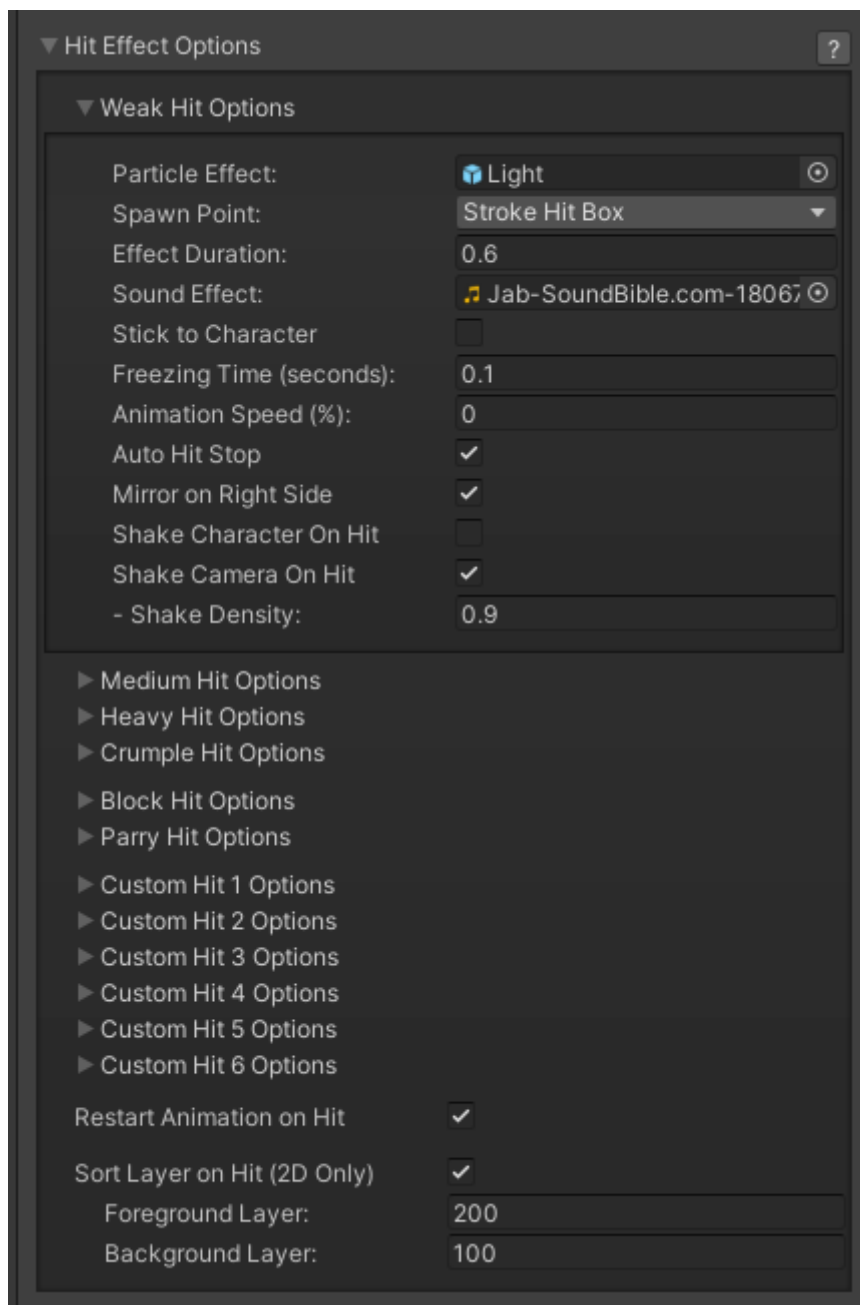 Hit Effect Options ?
Weak Hit Options
Particle Effect: Light
Spawn Point: Stroke Hit Box
Effect Duration: 0.6
Sound Effect: Jab-SoundBible.com-18067
Stick to Character
Freezing Time (seconds): 0.1
Animation Speed (%): 0
Auto Hit Stop
Mirror on Right Side
Shake Character On Hit
Shake Camera On Hit
- Shake Density: 0.9
Medium Hit Options
Heavy Hit Options
Crumple Hit Options
Block Hit Options
Parry Hit Options
Custom Hit 1 Options
Custom Hit 2 Options
Custom Hit 3 Options
Custom Hit 4 Options
Custom Hit 5 Options
Custom Hit 6 Options
Restart Animation on Hit
Sort Layer on Hit (2D Only)
Foreground Layer: 200
Background Layer: 100